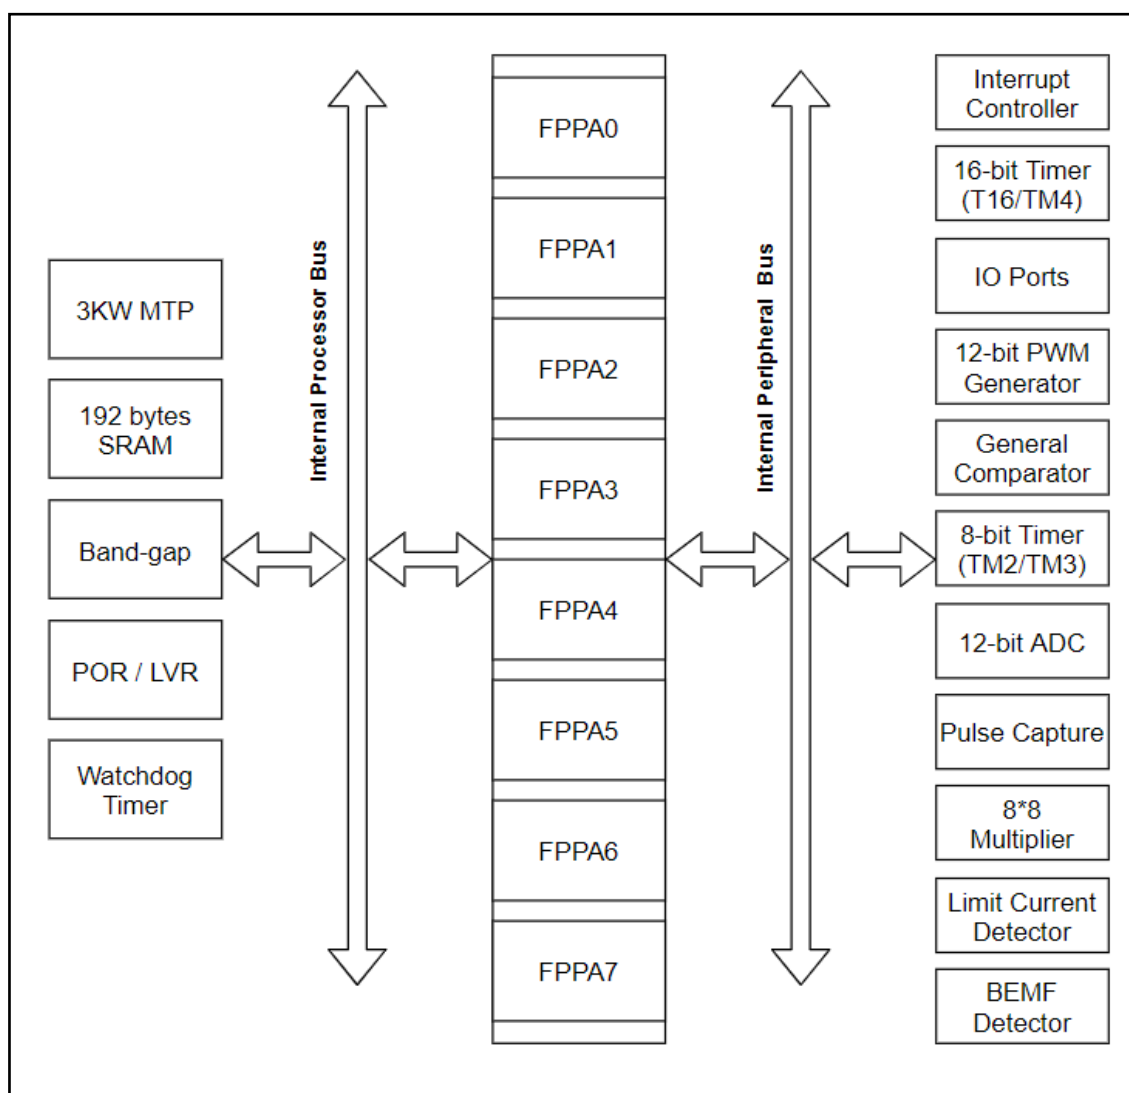 3KW MTP
192 bytes
SRAM
Band-gap
POR / LVR
Watchdog
Timer
Internal Processor Bus
FPPA0
FPPA1
FPPA2
FPPA3
FPPA4
FPPA5
FPPA6
FPPA7
Internal Peripheral Bus
Interrupt
Controller
16-bit Timer
(T16/TM4)
IO Ports
12-bit PWM
Generator
General
Comparator
8-bit Timer
(TM2/TM3)
12-bit ADC
Pulse Capture
8*8
Multiplier
Limit Current
Detector
BEMF
Detector